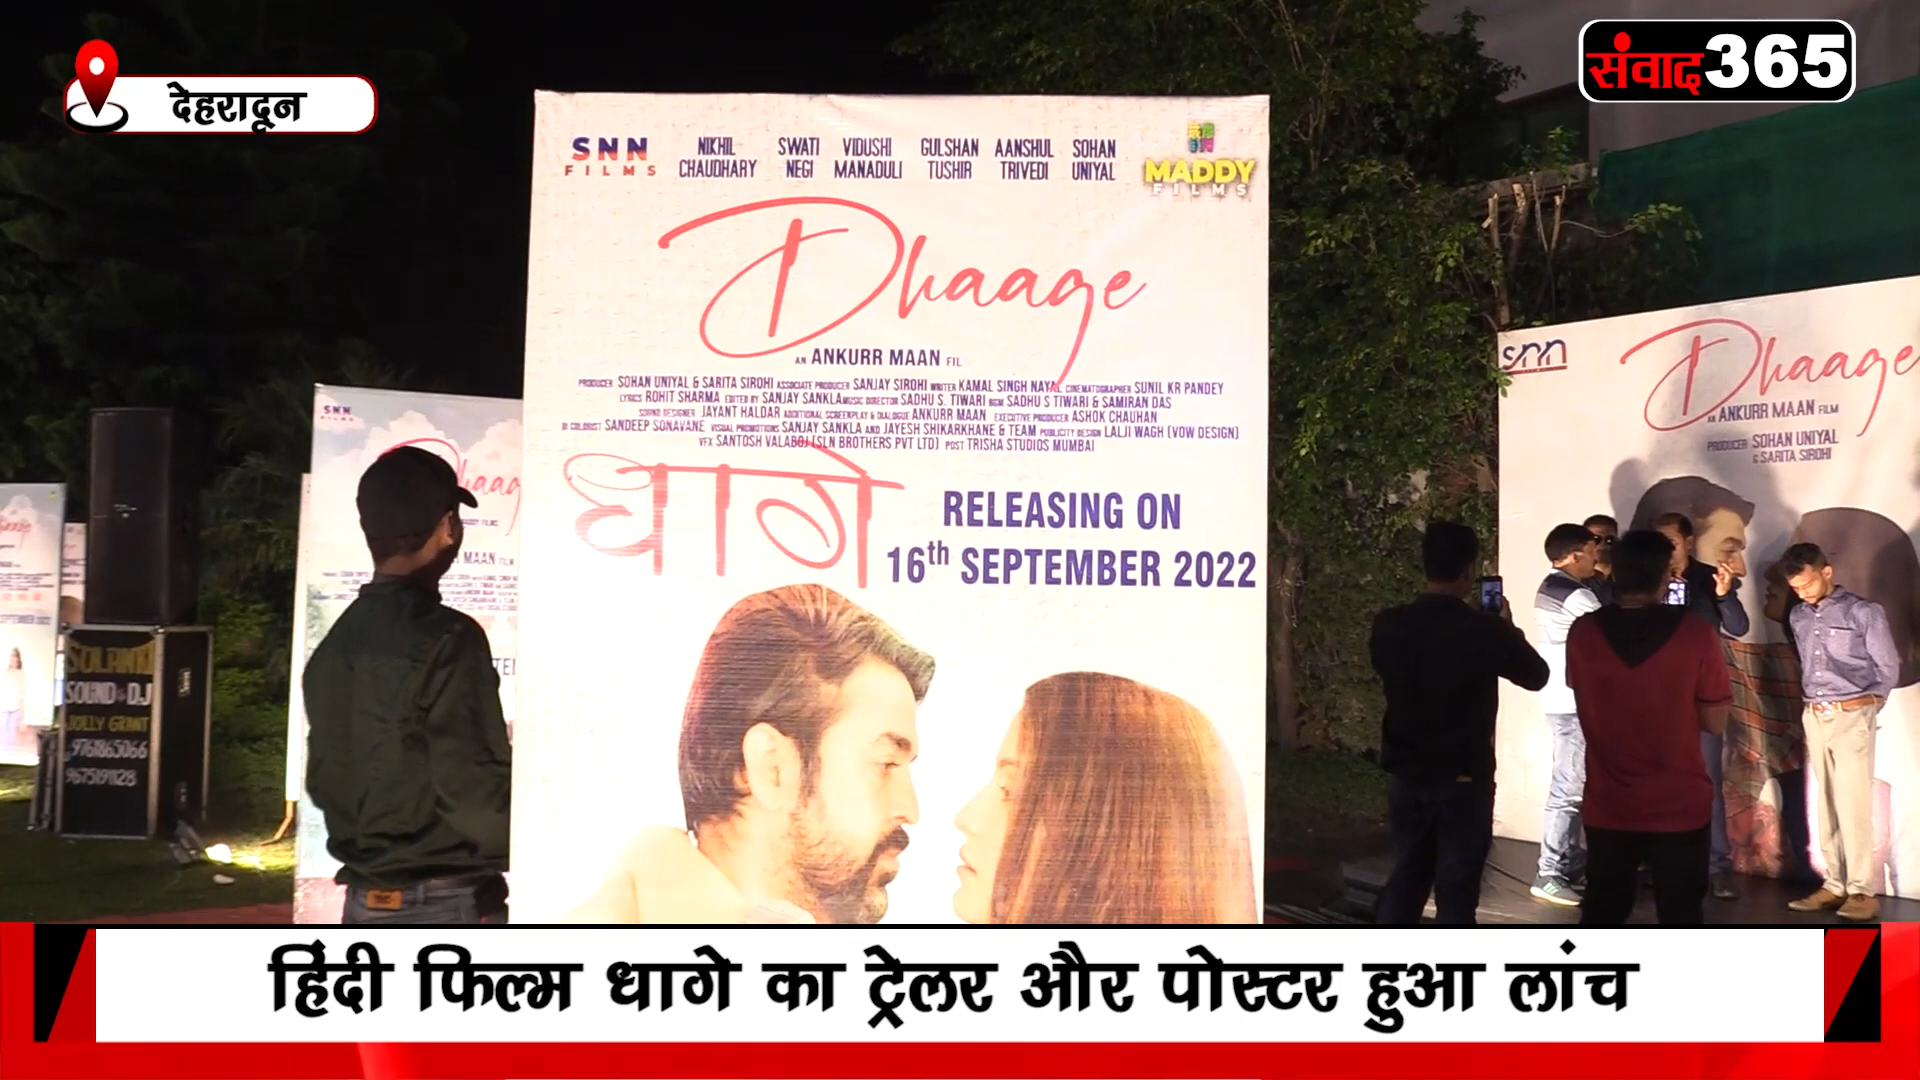 देहरादून
संवाद365
SNN
FILMS
NIKHIL CHAUDHARY
SWATI NEGI
VIDUSHI MANADULI
GULSHAN TUSHIR
AANSHUL TRIVEDI
SOHAN UNIYAL
MADDY
FILMS
Dhaage
AN ANKURR MAAN FIL
PRODUCER SOHAN UNIYAL & SARITA SIROHI ASSOCIATE PRODUCER SANJAY SIROHI WRITER KAMAL SINGH NAYAL CINEMATOGRAPHER SUNIL KR PANDEY
LYRICS ROHIT SHARMA EDITED BY SANJAY SANKLA MUSIC DIRECTOR SADHU S. TIWARI BGM SADHU S TIWARI & SAMIRAN DAS
SOUND DESIGNER JAYANT HALDAR ADDITIONAL SCREENPLAY & DIALOGUE ANKURR MAAN EXECUTIVE PRODUCER ASHOK CHAUHAN
DI COLORIST SANDEEP SONAVANE VISUAL PROMOTIONS SANJAY SANKLA AND JAYESH SHIKARKHANE & TEAM PUBLICITY DESIGN LALJI WAGH (VOW DESIGN)
VFX SANTOSH VALABOJ (SLN BROTHERS PVT LTD) POST TRISHA STUDIOS MUMBAI
धागे
RELEASING ON
16th SEPTEMBER 2022
snn
Dhaage
AN ANKURR MAAN FILM
PRODUCER SOHAN UNIYAL
& SARITA SIROHI
SNN
FILMS
MAAN FILM
SOLANKI
SOUND & DJ
JOLLY GRANT
9761865066
9675191128
हिंदी फिल्म धागे का ट्रेलर और पोस्टर हुआ लांच